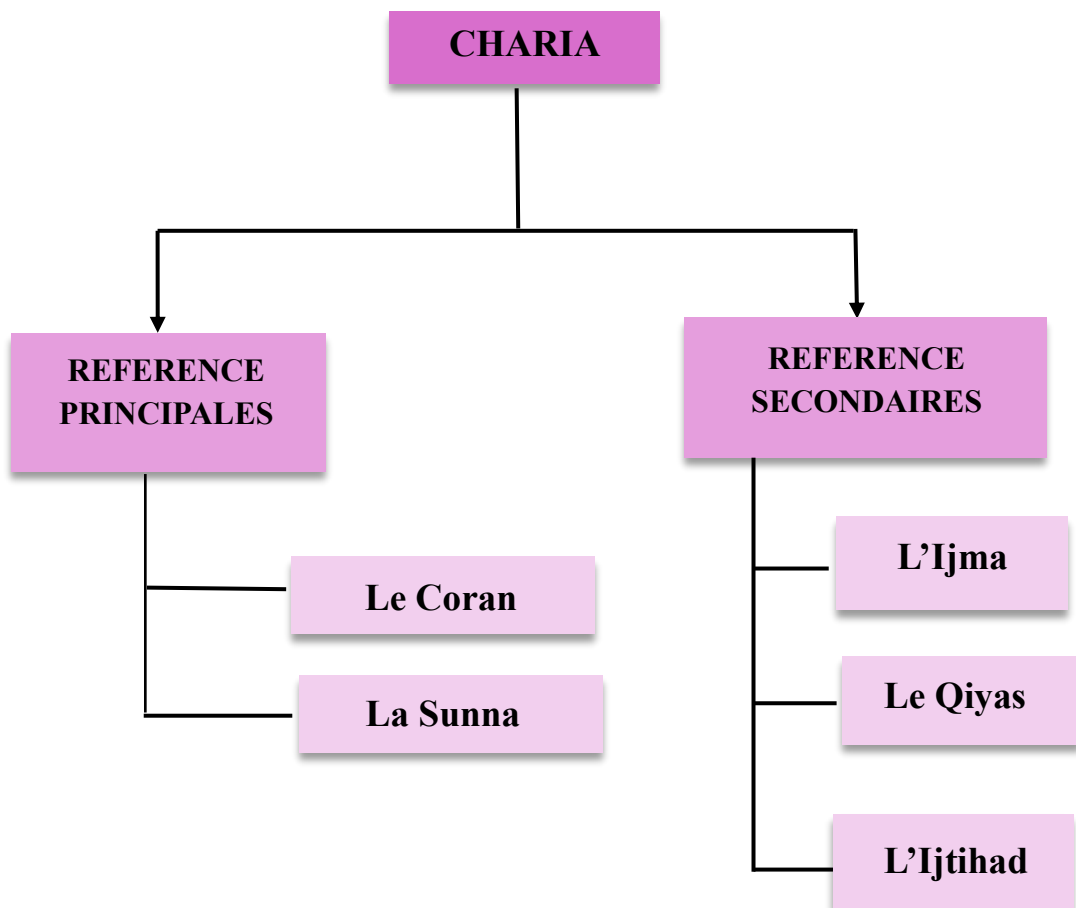 CHARIA
REFERENCE
PRINCIPALES
Le Coran
La Sunna
REFERENCE
SECONDAIRES
L’Ijma
Le Qiyas
L’Ijtihad